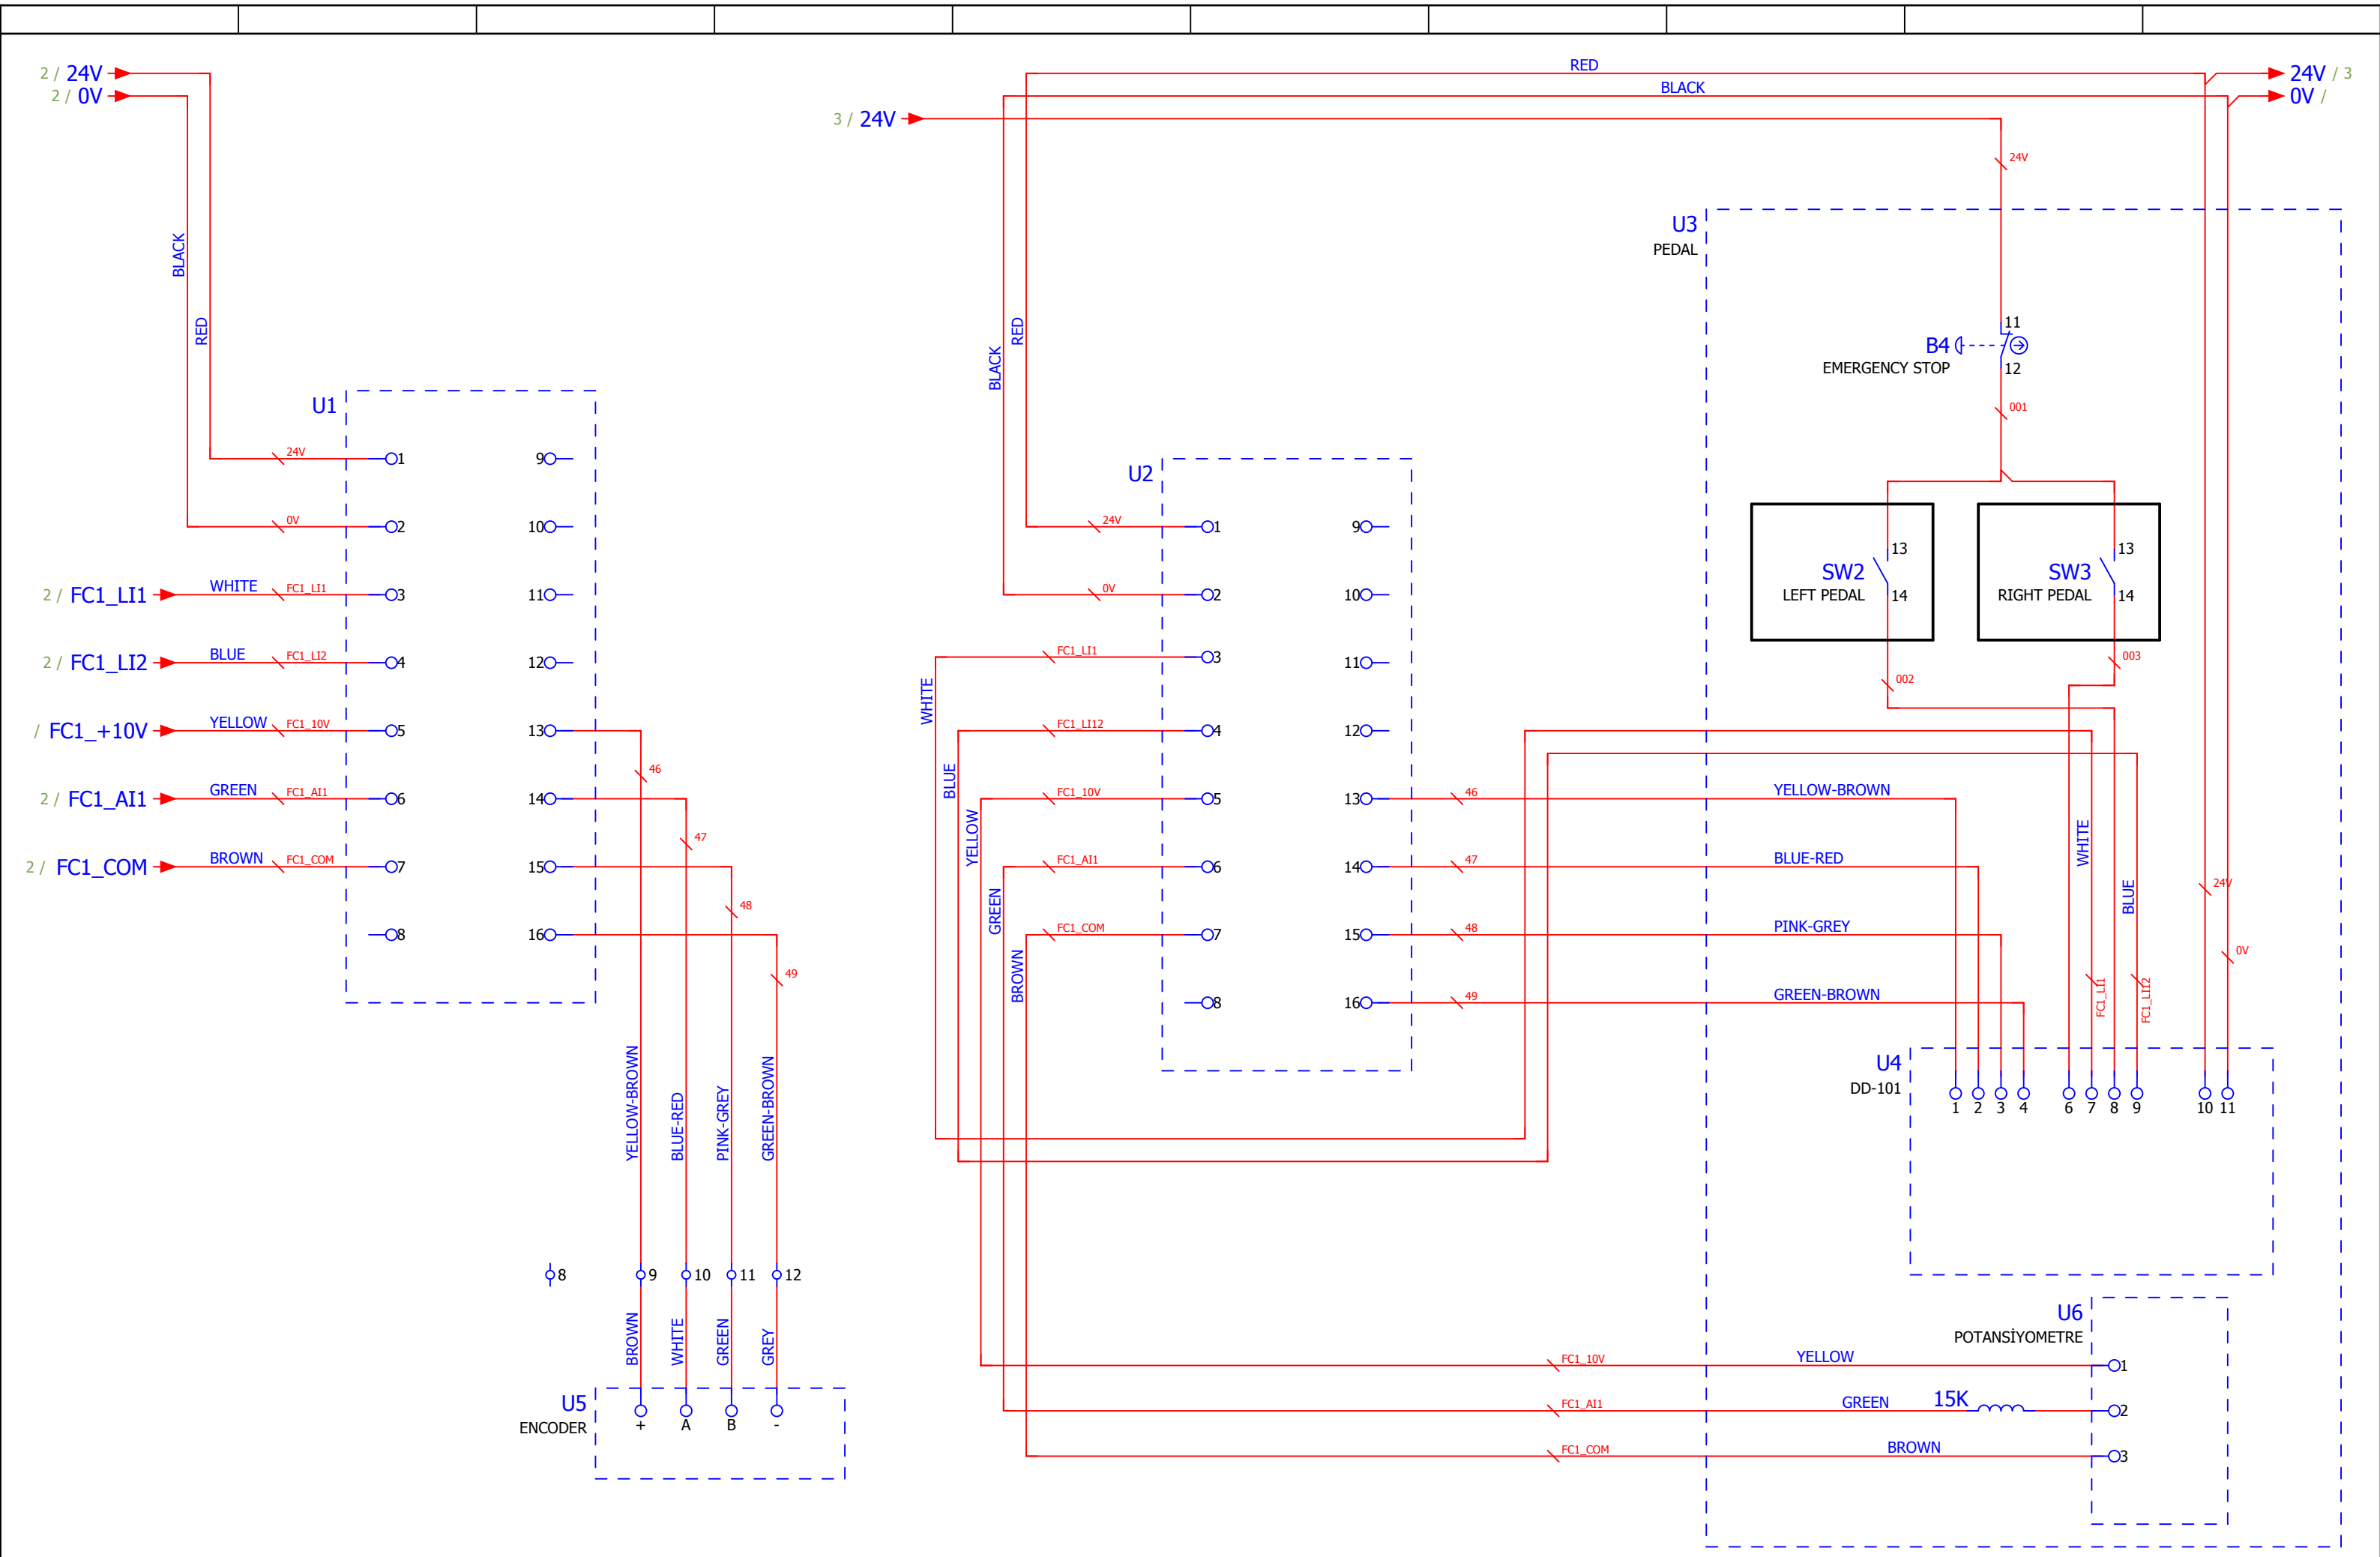 2 / 24V
2 / 0V
RED
BLACK
24V / 3
0V /
3 / 24V
24V
U3
PEDAL
BLACK
RED
BLACK
RED
11
B4
12
EMERGENCY STOP
001
U1
24V
1
9
0V
2
10
2 / FC1_LI1
WHITE
FC1_LI1
3
11
2 / FC1_LI2
BLUE
FC1_LI2
4
12
/ FC1_+10V
YELLOW
FC1_10V
5
13
2 / FC1_AI1
GREEN
FC1_AI1
6
14
2 / FC1_COM
BROWN
FC1_COM
7
15
8
16
46
47
48
49
YELLOW-BROWN
BLUE-RED
PINK-GREY
GREEN-BROWN
8
9
10
11
12
BROWN
WHITE
GREEN
GREY
U5
ENCODER
+
A
B
-
U2
24V
1
9
0V
2
10
WHITE
FC1_LI1
3
11
BLUE
FC1_LI12
4
12
YELLOW
FC1_10V
5
13
46
YELLOW-BROWN
GREEN
FC1_AI1
6
14
47
BLUE-RED
BROWN
FC1_COM
7
15
48
PINK-GREY
8
16
49
GREEN-BROWN
13
SW2
LEFT PEDAL
14
002
13
SW3
RIGHT PEDAL
14
003
WHITE
BLUE
24V
0V
FC1_LI1
FC1_LI12
U4
DD-101
1
2
3
4
6
7
8
9
10
11
U6
POTANSİYOMETRE
FC1_10V
YELLOW
1
FC1_AI1
GREEN
15K
2
FC1_COM
BROWN
3